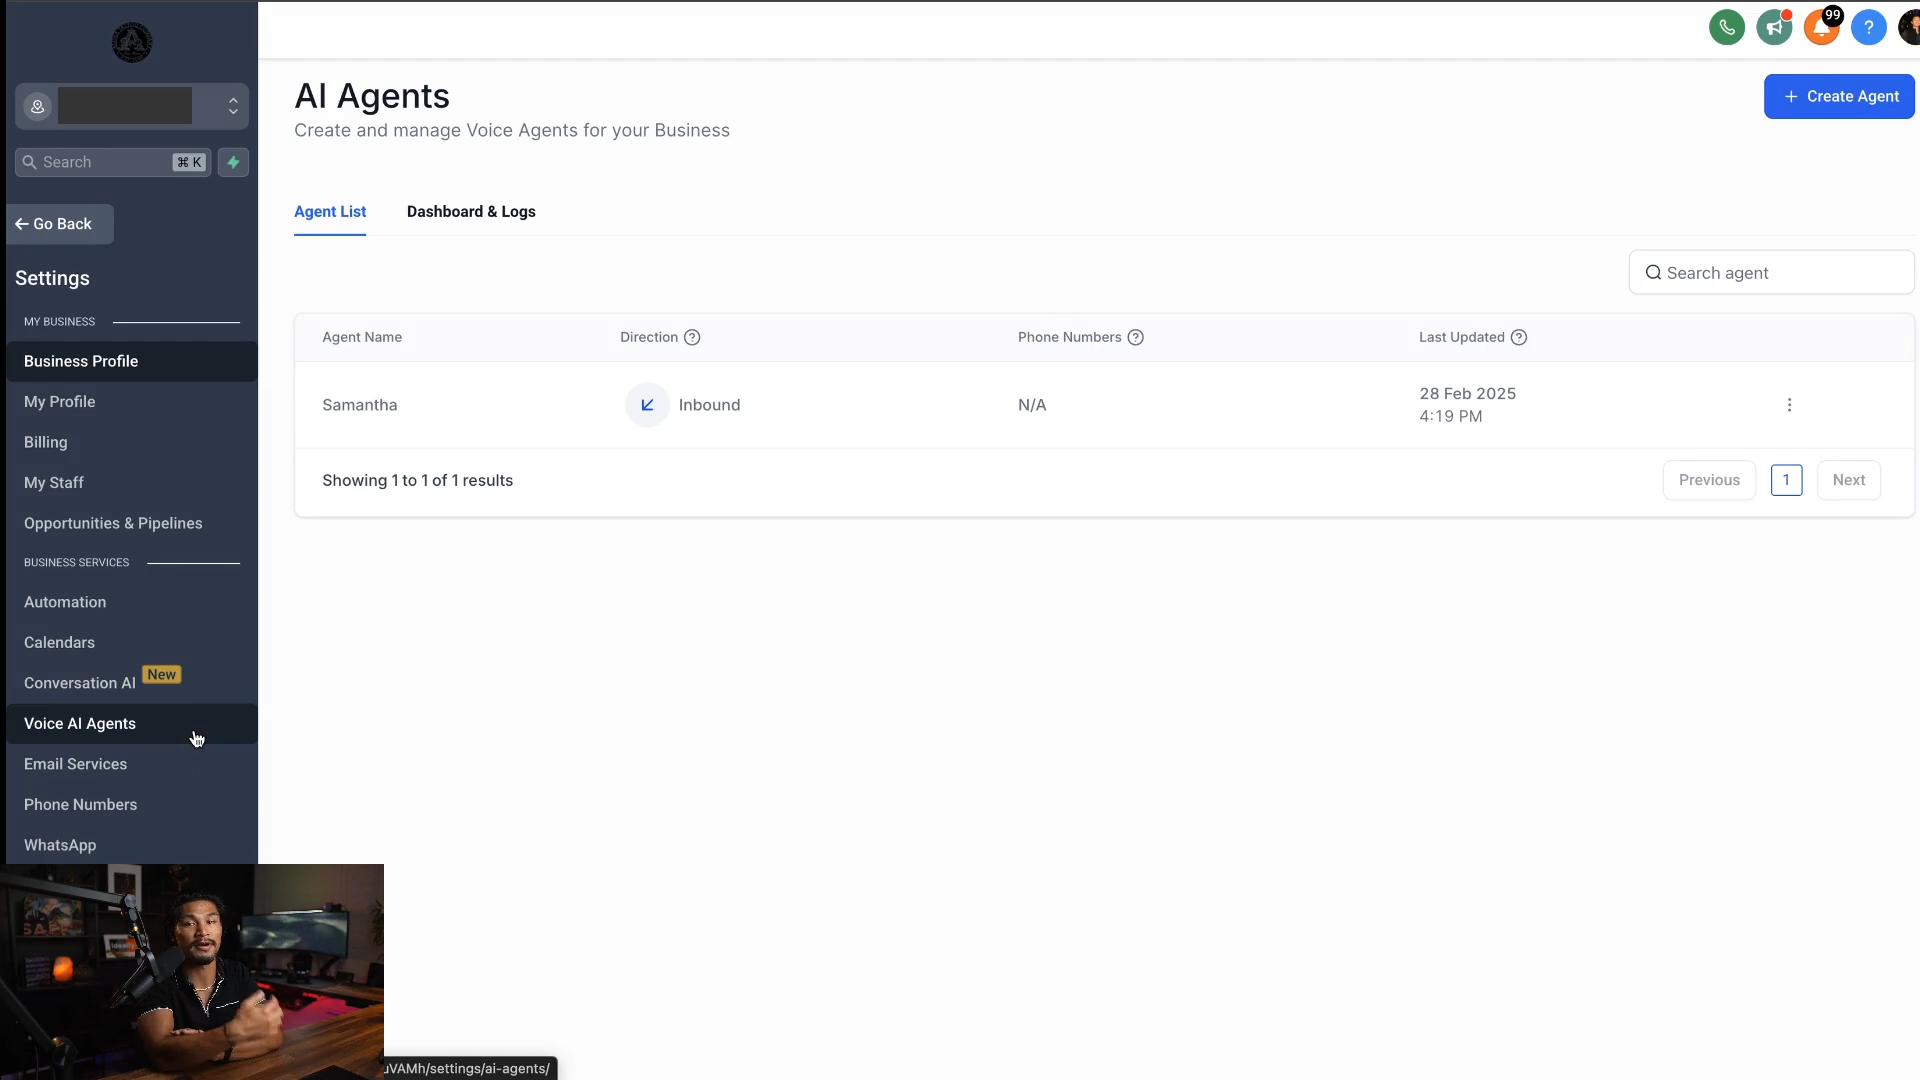 99
?
Search
⌘ K
Go Back
Settings
MY BUSINESS
Business Profile
My Profile
Billing
My Staff
Opportunities & Pipelines
BUSINESS SERVICES
Automation
Calendars
Conversation AI New
Voice AI Agents
Email Services
Phone Numbers
WhatsApp
AI Agents
Create and manage Voice Agents for your Business
+ Create Agent
Agent List Dashboard & Logs
Search agent
Agent Name Direction ? Phone Numbers ? Last Updated ?
Samantha Inbound N/A 28 Feb 2025
4:19 PM
Showing 1 to 1 of 1 results
Previous 1 Next
uVAMh/settings/ai-agents/